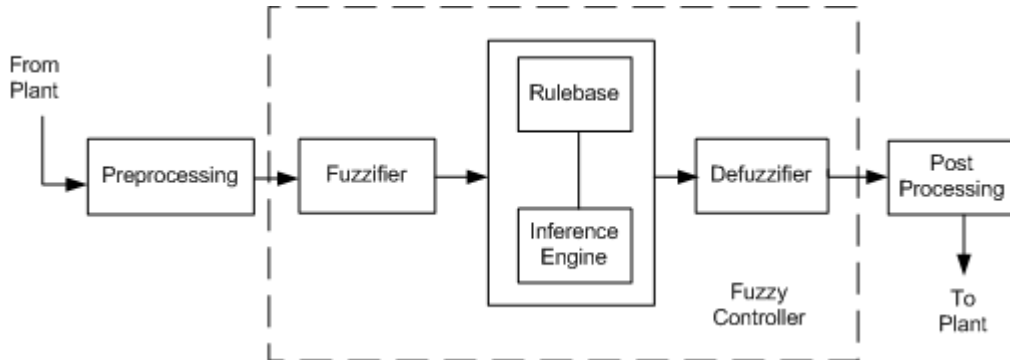 From
Plant
Preprocessing
Fuzzifier
Rulebase
Inference
Engine
Defuzzifier
Post
Processing
Fuzzy
Controller
To
Plant